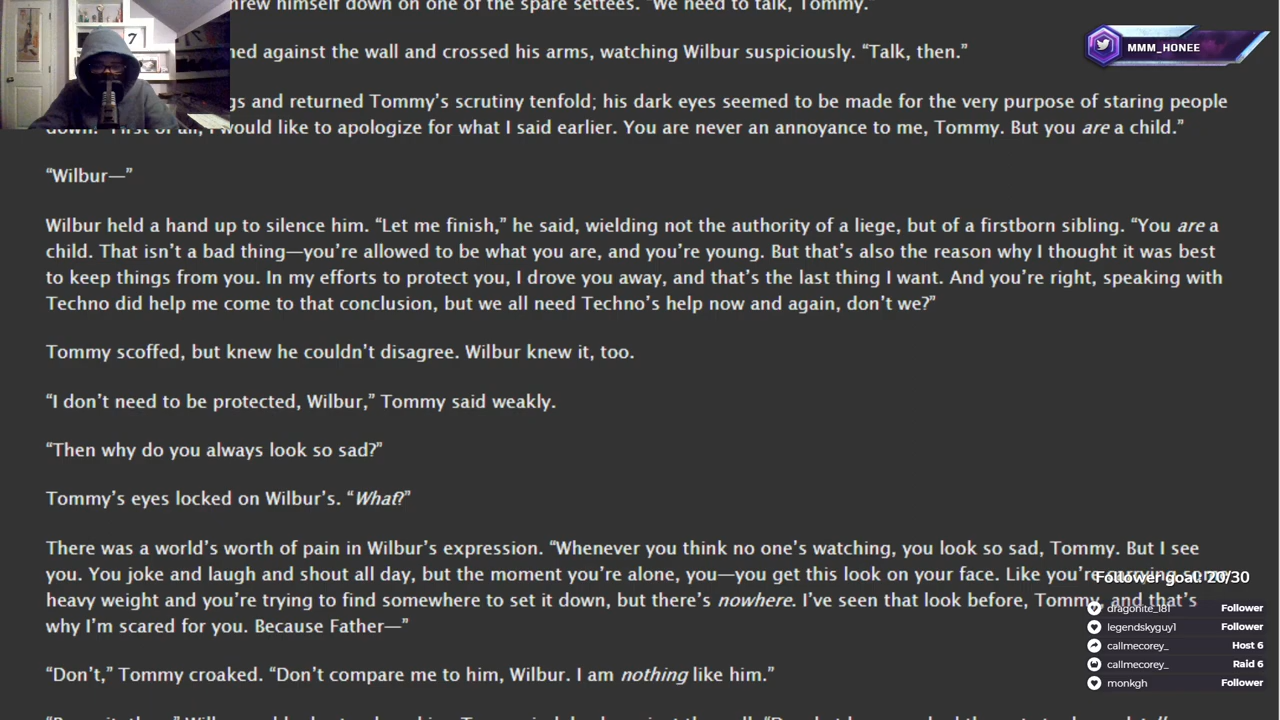 threw himself down on one of the spare settees. “We need to talk, Tommy.”
7
MMM_HONEE
against the wall and crossed his arms, watching Wilbur suspiciously. “Talk, then.”
and returned Tommy’s scrutiny tenfold; his dark eyes seemed to be made for the very purpose of staring people
down. “First of all, I would like to apologize for what I said earlier. You are never an annoyance to me, Tommy. But you are a child.”
“Wilbur—”
Wilbur held a hand up to silence him. “Let me finish,” he said, wielding not the authority of a liege, but of a firstborn sibling. “You are a
child. That isn’t a bad thing—you’re allowed to be what you are, and you’re young. But that’s also the reason why I thought it was best
to keep things from you. In my efforts to protect you, I drove you away, and that’s the last thing I want. And you’re right, speaking with
Techno did help me come to that conclusion, but we all need Techno’s help now and again, don’t we?”
Tommy scoffed, but knew he couldn’t disagree. Wilbur knew it, too.
“I don’t need to be protected, Wilbur,” Tommy said weakly.
“Then why do you always look so sad?”
Tommy’s eyes locked on Wilbur’s. “What?”
There was a world’s worth of pain in Wilbur’s expression. “Whenever you think no one’s watching, you look so sad, Tommy. But I see
you. You joke and laugh and shout all day, but the moment you’re alone, you—you get this look on your face. Like you’re carrying some
heavy weight and you’re trying to find somewhere to set it down, but there’s nowhere. I’ve seen that look before, Tommy, and that’s
why I’m scared for you. Because Father—”
“Don’t,” Tommy croaked. “Don’t compare me to him, Wilbur. I am nothing like him.”
Follower goal: 20/30
dragonite_181 Follower
legendskyguy1 Follower
callmecorey_ Host 6
callmecorey_ Raid 6
monkgh Follower